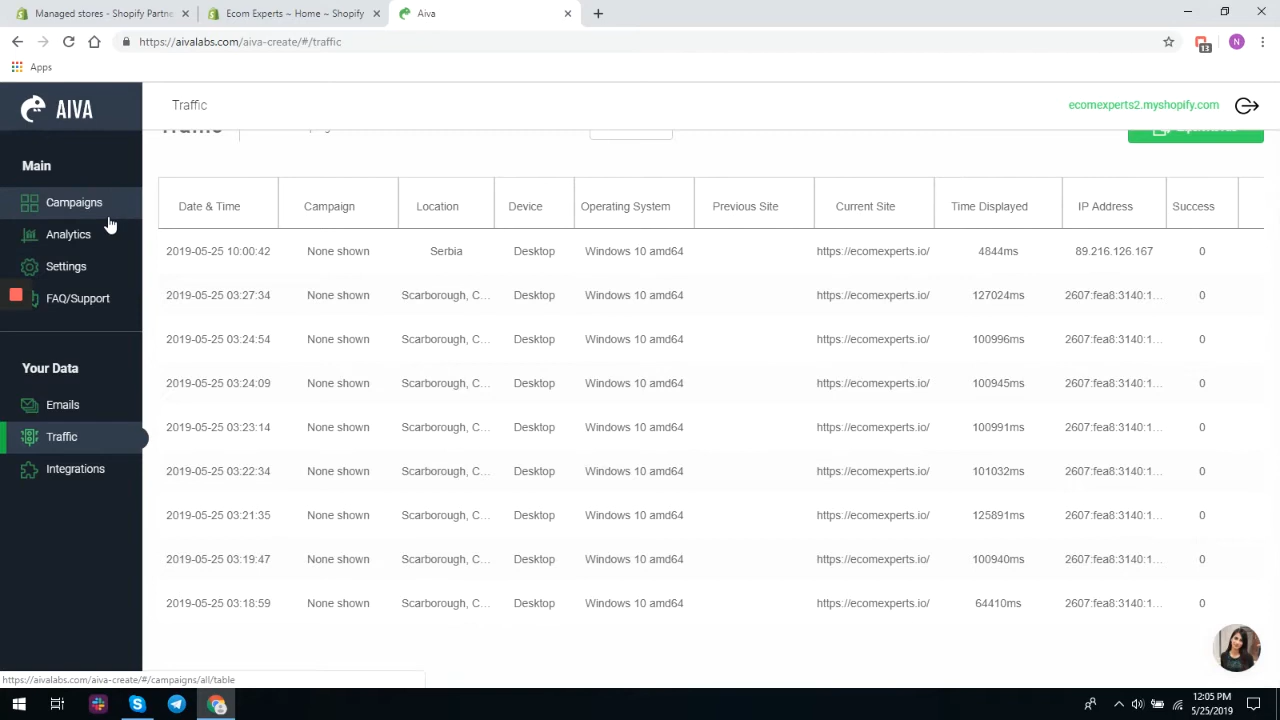 Managed stores - Shopify Partne
Ecom Experts ~ Home ~ Shopify
Aiva
https://aivalabs.com/aiva-create/#/traffic
13
N
Apps
AIVA
Traffic
ecomexperts2.myshopify.com
Main
Campaigns
Analytics
Settings
FAQ/Support
Your Data
Emails
Traffic
Integrations
Traffic
Date & Time Campaign Location Device Operating System Previous Site Current Site Time Displayed IP Address Success
2019-05-25 10:00:42 None shown Serbia Desktop Windows 10 amd64 https://ecomexperts.io/ 4844ms 89.216.126.167 0
2019-05-25 03:27:34 None shown Scarborough, C... Desktop Windows 10 amd64 https://ecomexperts.io/ 127024ms 2607:fea8:3140:1... 0
2019-05-25 03:24:54 None shown Scarborough, C... Desktop Windows 10 amd64 https://ecomexperts.io/ 100996ms 2607:fea8:3140:1... 0
2019-05-25 03:24:09 None shown Scarborough, C... Desktop Windows 10 amd64 https://ecomexperts.io/ 100945ms 2607:fea8:3140:1... 0
2019-05-25 03:23:14 None shown Scarborough, C... Desktop Windows 10 amd64 https://ecomexperts.io/ 100991ms 2607:fea8:3140:1... 0
2019-05-25 03:22:34 None shown Scarborough, C... Desktop Windows 10 amd64 https://ecomexperts.io/ 101032ms 2607:fea8:3140:1... 0
2019-05-25 03:21:35 None shown Scarborough, C... Desktop Windows 10 amd64 https://ecomexperts.io/ 125891ms 2607:fea8:3140:1... 0
2019-05-25 03:19:47 None shown Scarborough, C... Desktop Windows 10 amd64 https://ecomexperts.io/ 100940ms 2607:fea8:3140:1... 0
2019-05-25 03:18:59 None shown Scarborough, C... Desktop Windows 10 amd64 https://ecomexperts.io/ 64410ms 2607:fea8:3140:1... 0
https://aivalabs.com/aiva-create/#/campaigns/all/table
12:05 PM
5/25/2019